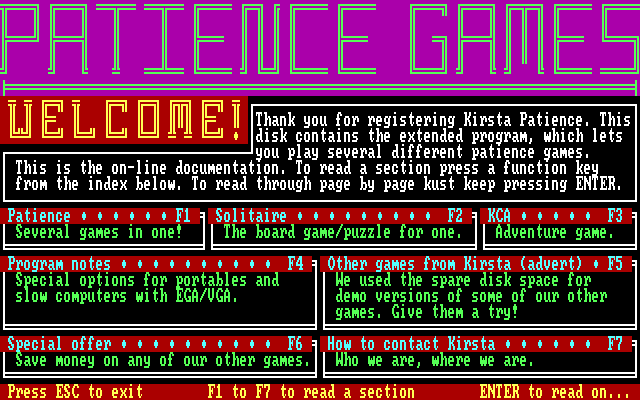 PATIENCE GAMES
WELCOME!
Thank you for registering Kirsta Patience. This
disk contains the extended program, which lets
you play several different patience games.
This is the on-line documentation. To read a section press a function key
from the index below. To read through page by page kust keep pressing ENTER.
Patience • • • • • • F1
Several games in one!
Solitaire • • • • • • • • F2
The board game/puzzle for one.
KCA • • • • • F3
Adventure game.
Program notes • • • • • • • • • • F4
Special options for portables and
slow computers with EGA/VGA.
Other games from Kirsta (advert) • F5
We used the spare disk space for
demo versions of some of our other
games. Give them a try!
Special offer • • • • • • • • • • F6
Save money on any of our other games.
How to contact Kirsta • • • • • • F7
Who we are, where we are.
Press ESC to exit F1 to F7 to read a section ENTER to read on...